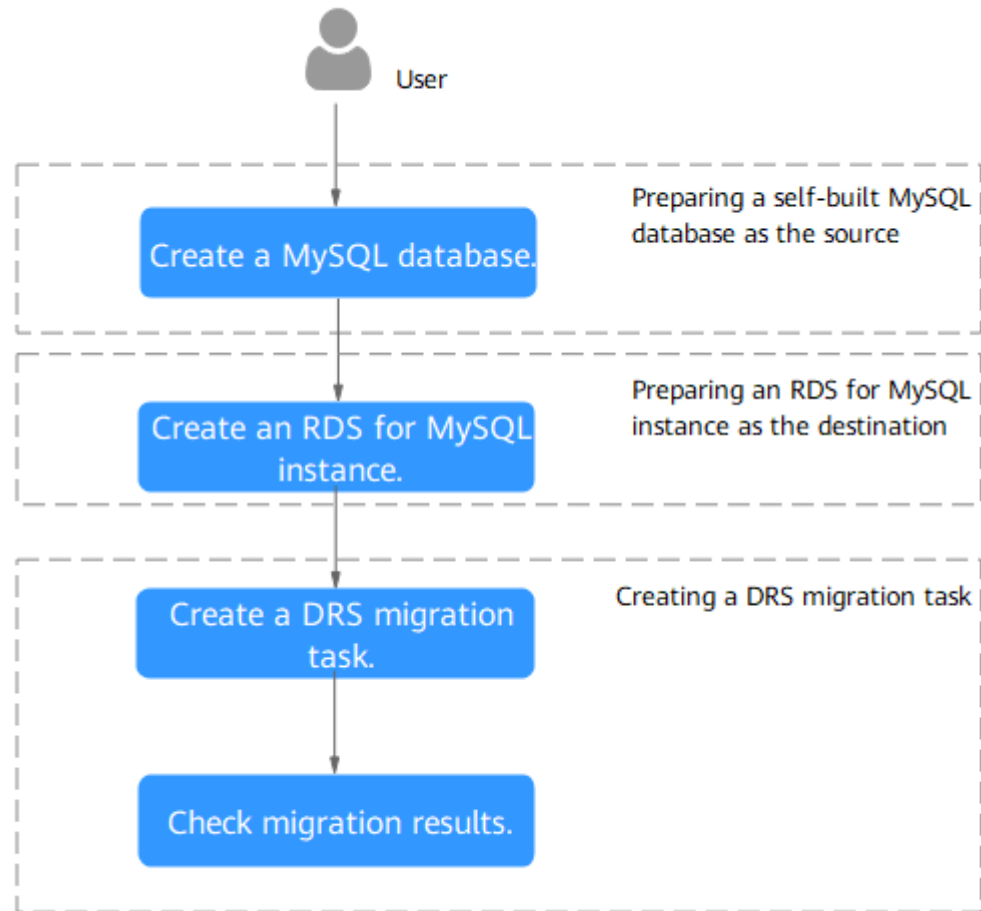 User
Preparing a self-built MySQL
database as the source
Create a MySQL database.
Preparing an RDS for MySQL
instance as the destination
Create an RDS for MySQL
instance.
Creating a DRS migration task
Create a DRS migration
task.
Check migration results.